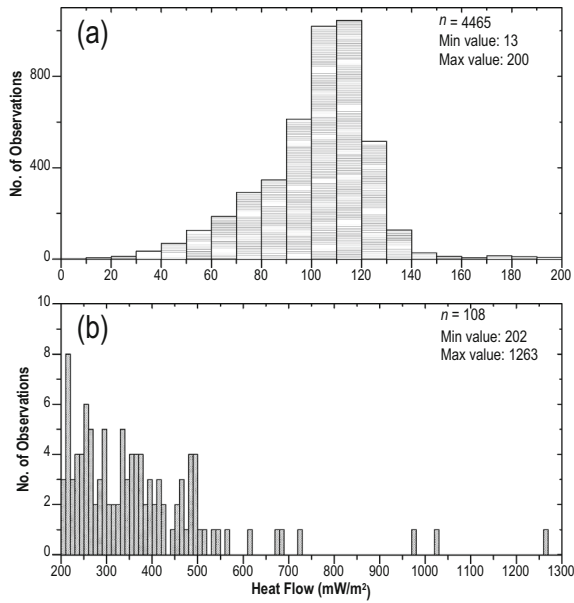 (a)
n = 4465
Min value: 13
Max value: 200
No. of Observations
800
400
0
0 20 40 60 80 100 120 140 160 180 200
(b)
n = 108
Min value: 202
Max value: 1263
No. of Observations
10
8
6
4
2
0
200 300 400 500 600 700 800 900 1000 1100 1200 1300
Heat Flow (mW/m²)